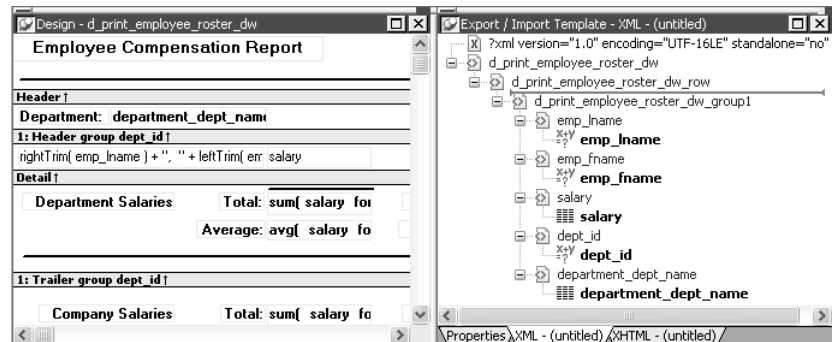 Design - d_print_employee_roster_dw
Employee Compensation Report
Header ↑
Department: department_dept_name
1: Header group dept_id ↑
rightTrim( emp_lname ) + ", " + leftTrim( em salary
Detail ↑
Department Salaries Total: sum( salary for
Average: avg( salary fo
1: Trailer group dept_id ↑
Company Salaries Total: sum( salary fo
Export / Import Template - XML - (untitled)
?xml version="1.0" encoding="UTF-16LE" standalone="no"
d_print_employee_roster_dw
d_print_employee_roster_dw_row
d_print_employee_roster_dw_group1
emp_lname
emp_lname
emp_fname
emp_fname
salary
salary
dept_id
dept_id
department_dept_name
department_dept_name
Properties XML - (untitled) XHTML - (untitled)